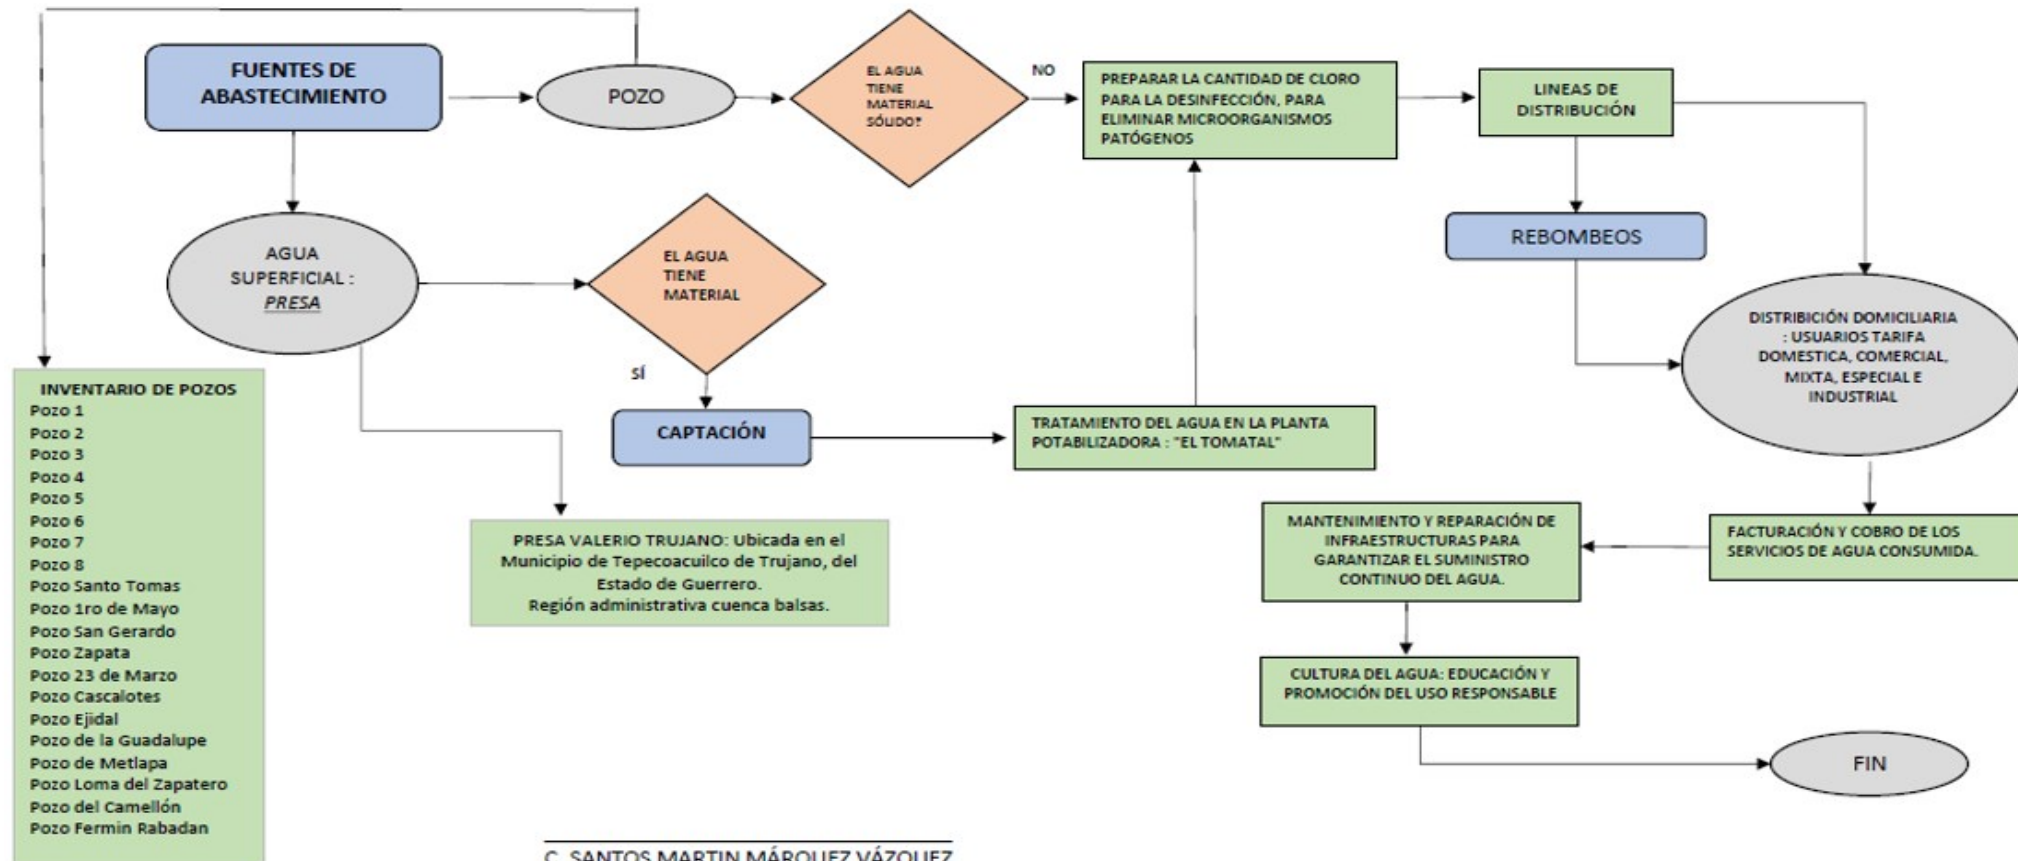 FUENTES DE
ABASTECIMIENTO
POZO
EL AGUA
TIENE
MATERIAL
SÓLIDO?
NO
PREPARAR LA CANTIDAD DE CLORO
PARA LA DESINFECCIÓN, PARA
ELIMINAR MICROORGANISMOS
PATÓGENOS
LINEAS DE
DISTRIBUCIÓN
REBOMBEOS
AGUA
SUPERFICIAL :
PRESA
EL AGUA
TIENE
MATERIAL
SÍ
CAPTACIÓN
TRATAMIENTO DEL AGUA EN LA PLANTA
POTABILIZADORA : "EL TOMATAL"
DISTRIBICIÓN DOMICILIARIA
: USUARIOS TARIFA
DOMESTICA, COMERCIAL,
MIXTA, ESPECIAL E
INDUSTRIAL
INVENTARIO DE POZOS
Pozo 1
Pozo 2
Pozo 3
Pozo 4
Pozo 5
Pozo 6
Pozo 7
Pozo 8
Pozo Santo Tomas
Pozo 1ro de Mayo
Pozo San Gerardo
Pozo Zapata
Pozo 23 de Marzo
Pozo Cascalotes
Pozo Ejidal
Pozo de la Guadalupe
Pozo de Metlapa
Pozo Loma del Zapatero
Pozo del Camellón
Pozo Fermin Rabadan
PRESA VALERIO TRUJANO: Ubicada en el
Municipio de Tepecoacuilco de Trujano, del
Estado de Guerrero.
Región administrativa cuenca balsas.
MANTENIMIENTO Y REPARACIÓN DE
INFRAESTRUCTURAS PARA
GARANTIZAR EL SUMINISTRO
CONTINUO DEL AGUA.
FACTURACIÓN Y COBRO DE LOS
SERVICIOS DE AGUA CONSUMIDA.
CULTURA DEL AGUA: EDUCACIÓN Y
PROMOCIÓN DEL USO RESPONSABLE
FIN
C. SANTOS MARTIN MÁRQUEZ VÁZQUEZ